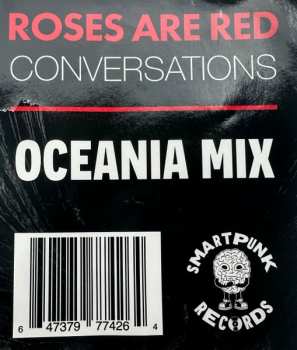 ROSES ARE RED
CONVERSATIONS
OCEANIA MIX
SMARTPUNK
RECORDS
6 47379 77426 4